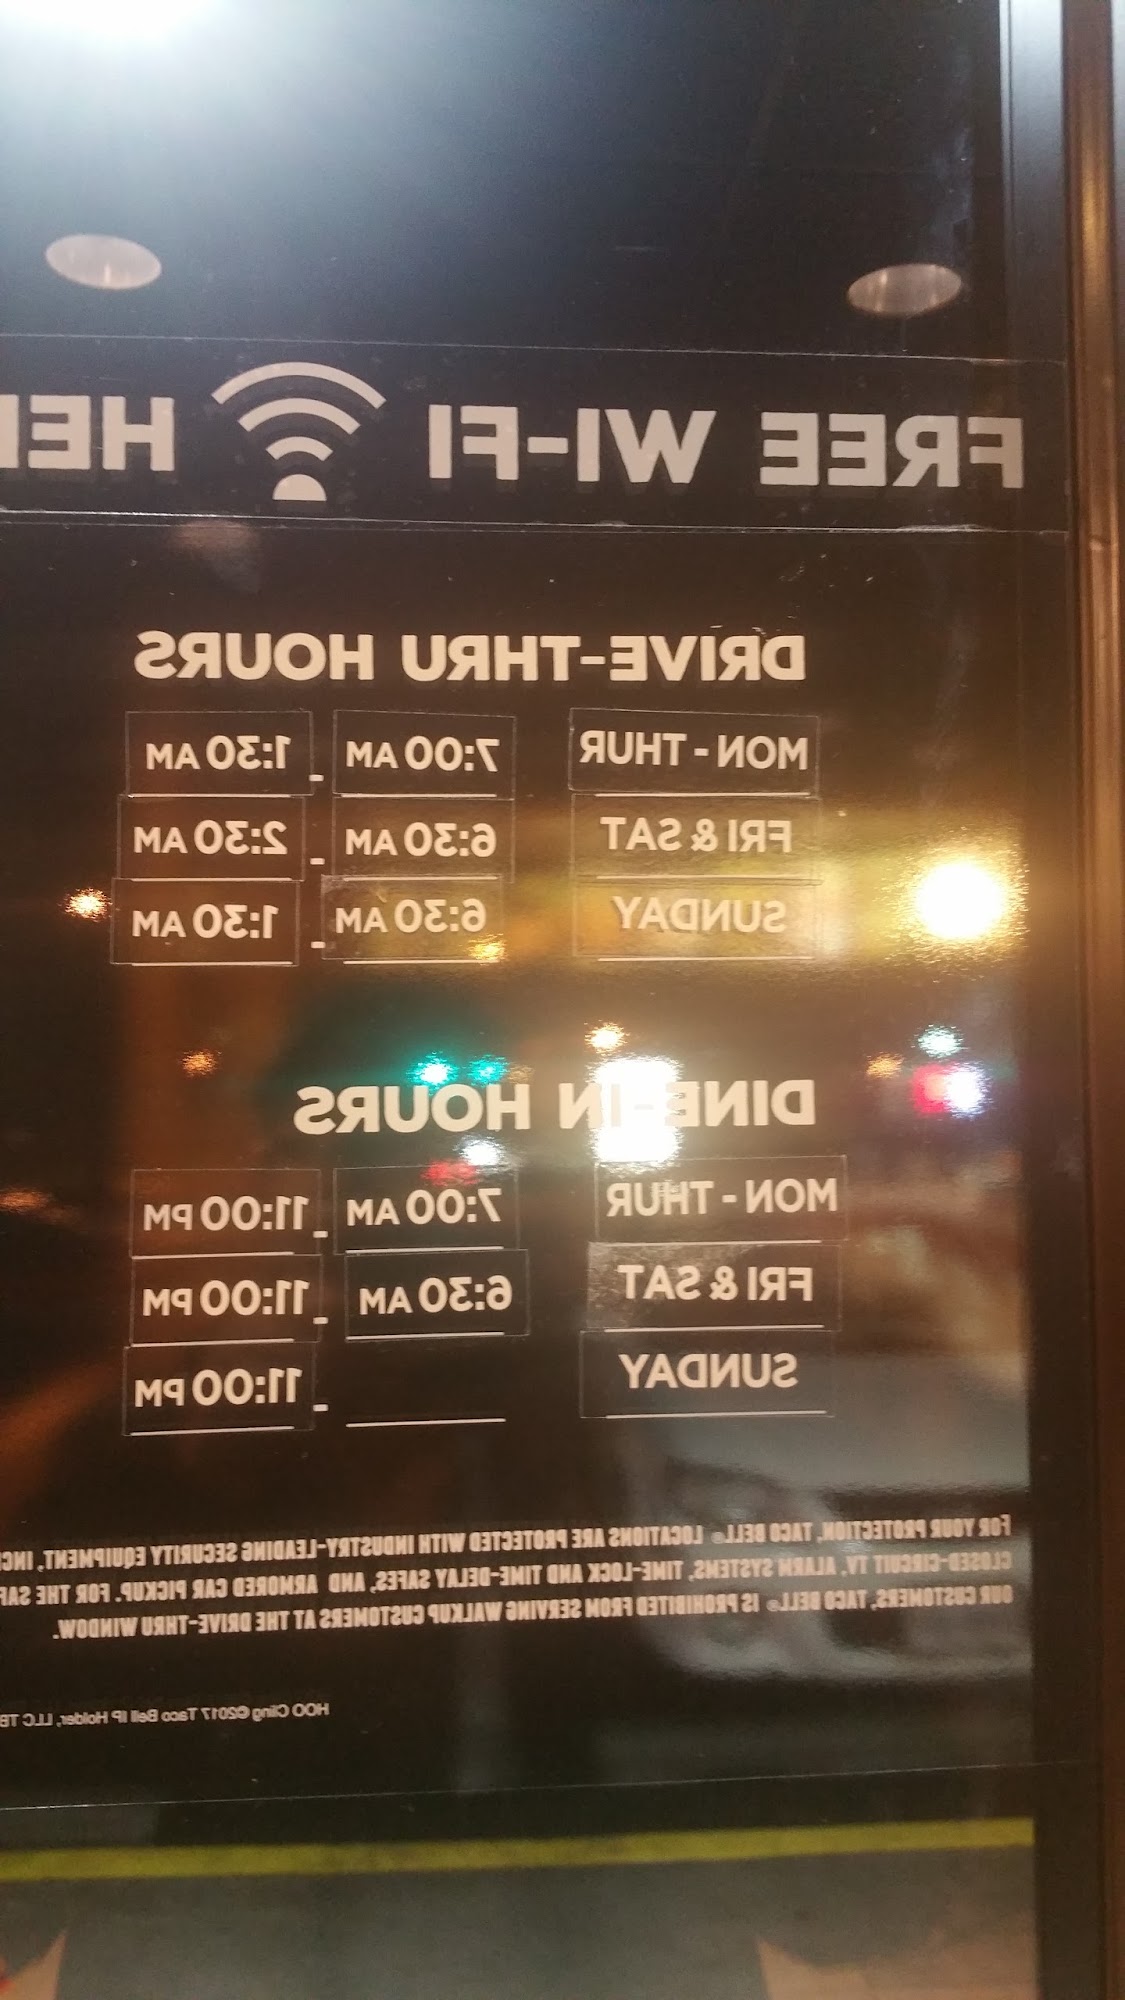 FREE WI-FI HE
DRIVE-THRU HOURS
MON - THUR 7:00 AM - 1:30 AM
FRI & SAT 6:30 AM - 2:30 AM
SUNDAY 6:30 AM - 1:30 AM
DINE-IN HOURS
MON - THUR 7:00 AM - 11:00 PM
FRI & SAT 6:30 AM - 11:00 PM
SUNDAY - 11:00 PM
FOR YOUR PROTECTION, TACO BELL® LOCATIONS ARE PROTECTED WITH INDUSTRY-LEADING SECURITY EQUIPMENT, INC
CLOSED-CIRCUIT TV, ALARM SYSTEMS, TIME-LOCK AND TIME-DELAY SAFES, AND ARMORED CAR PICKUP. FOR THE SAF
OUR CUSTOMERS, TACO BELL® IS PROHIBITED FROM SERVING WALKUP CUSTOMERS AT THE DRIVE-THRU WINDOW.
HOO Cling ©2017 Taco Bell IP Holder, LLC TB